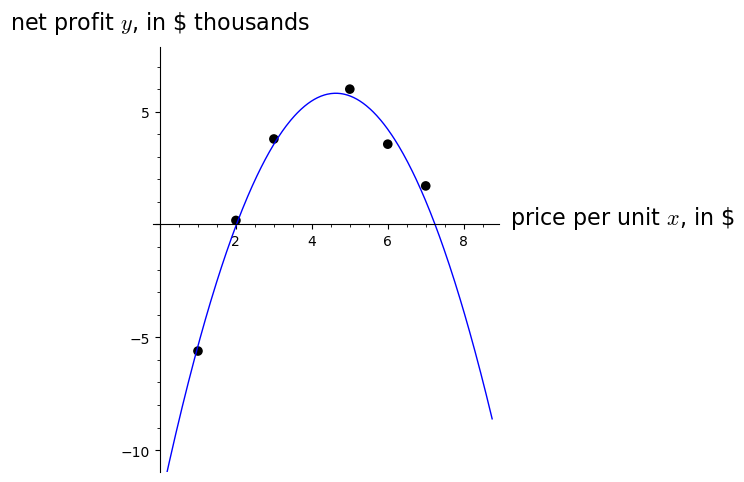 net profit y, in $ thousands
5
price per unit x, in $
2 4 6 8
−5
−10